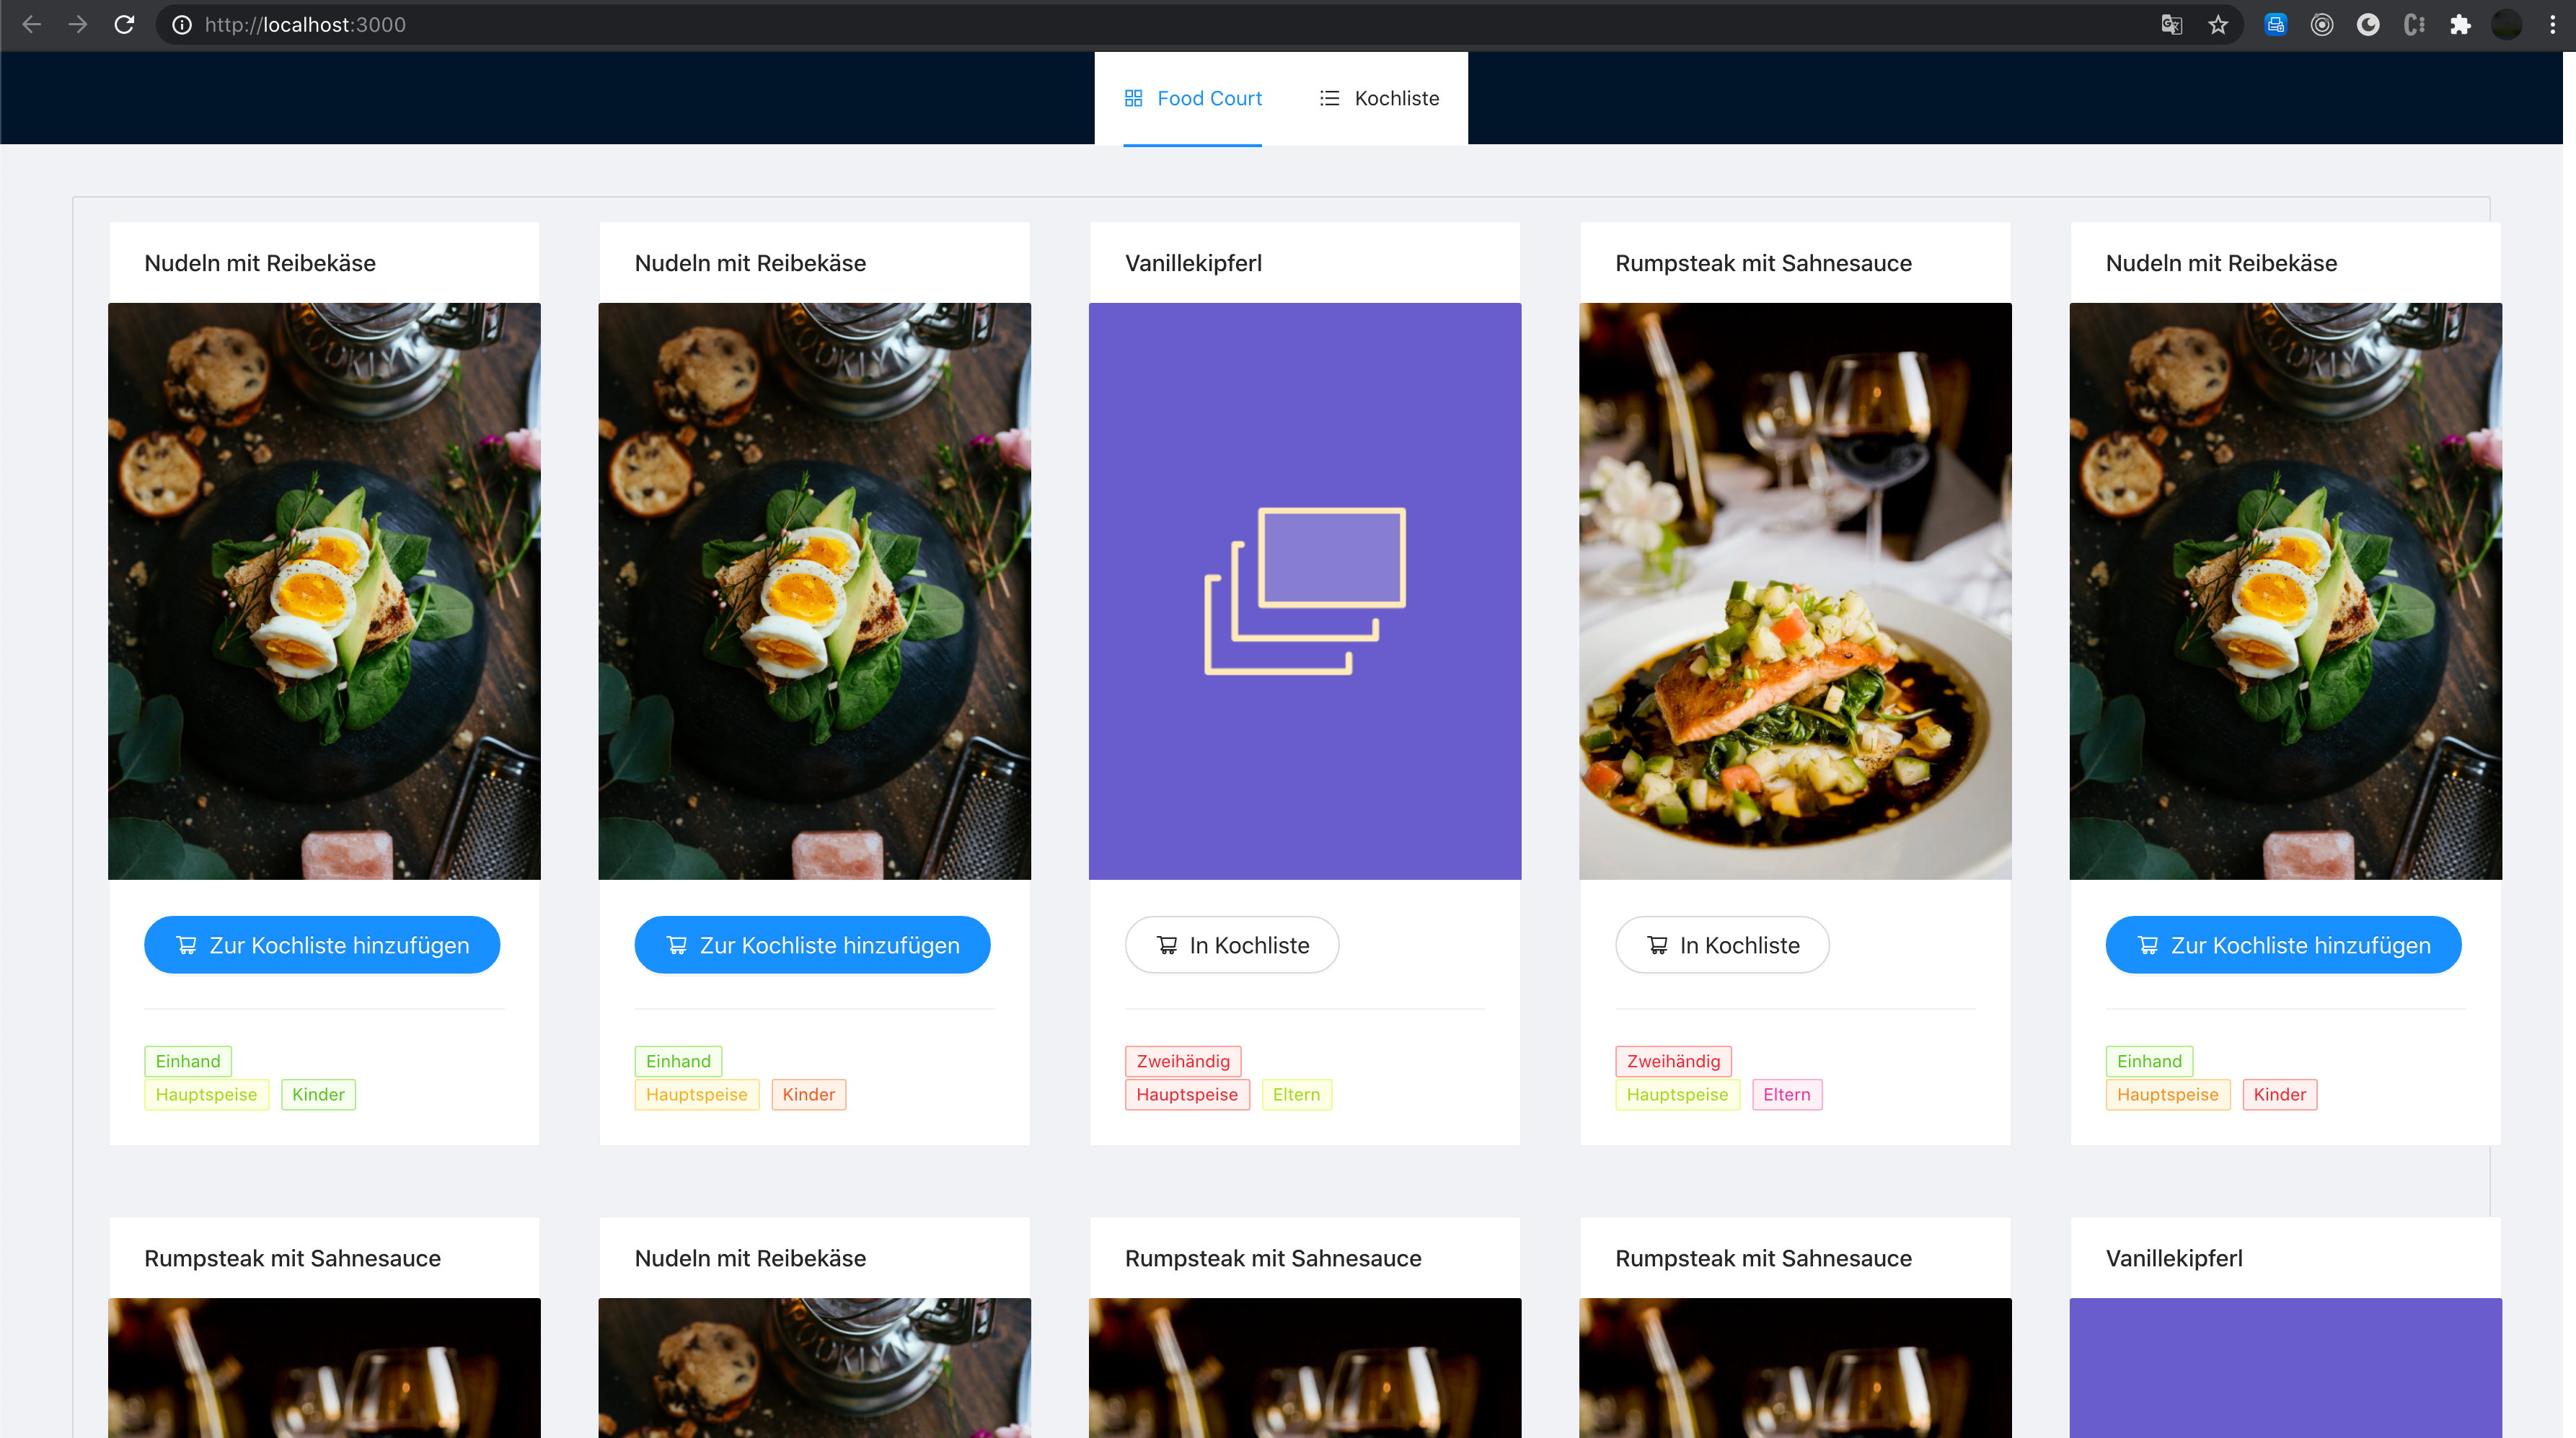 http://localhost:3000
Food Court Kochliste
Nudeln mit Reibekäse Nudeln mit Reibekäse Vanillekipferl Rumpsteak mit Sahnesauce Nudeln mit Reibekäse
Zur Kochliste hinzufügen Zur Kochliste hinzufügen In Kochliste In Kochliste Zur Kochliste hinzufügen
Einhand Einhand Zweihändig Zweihändig Einhand
Hauptspeise Kinder Hauptspeise Kinder Hauptspeise Eltern Hauptspeise Eltern Hauptspeise Kinder
Rumpsteak mit Sahnesauce Nudeln mit Reibekäse Rumpsteak mit Sahnesauce Rumpsteak mit Sahnesauce Vanillekipferl